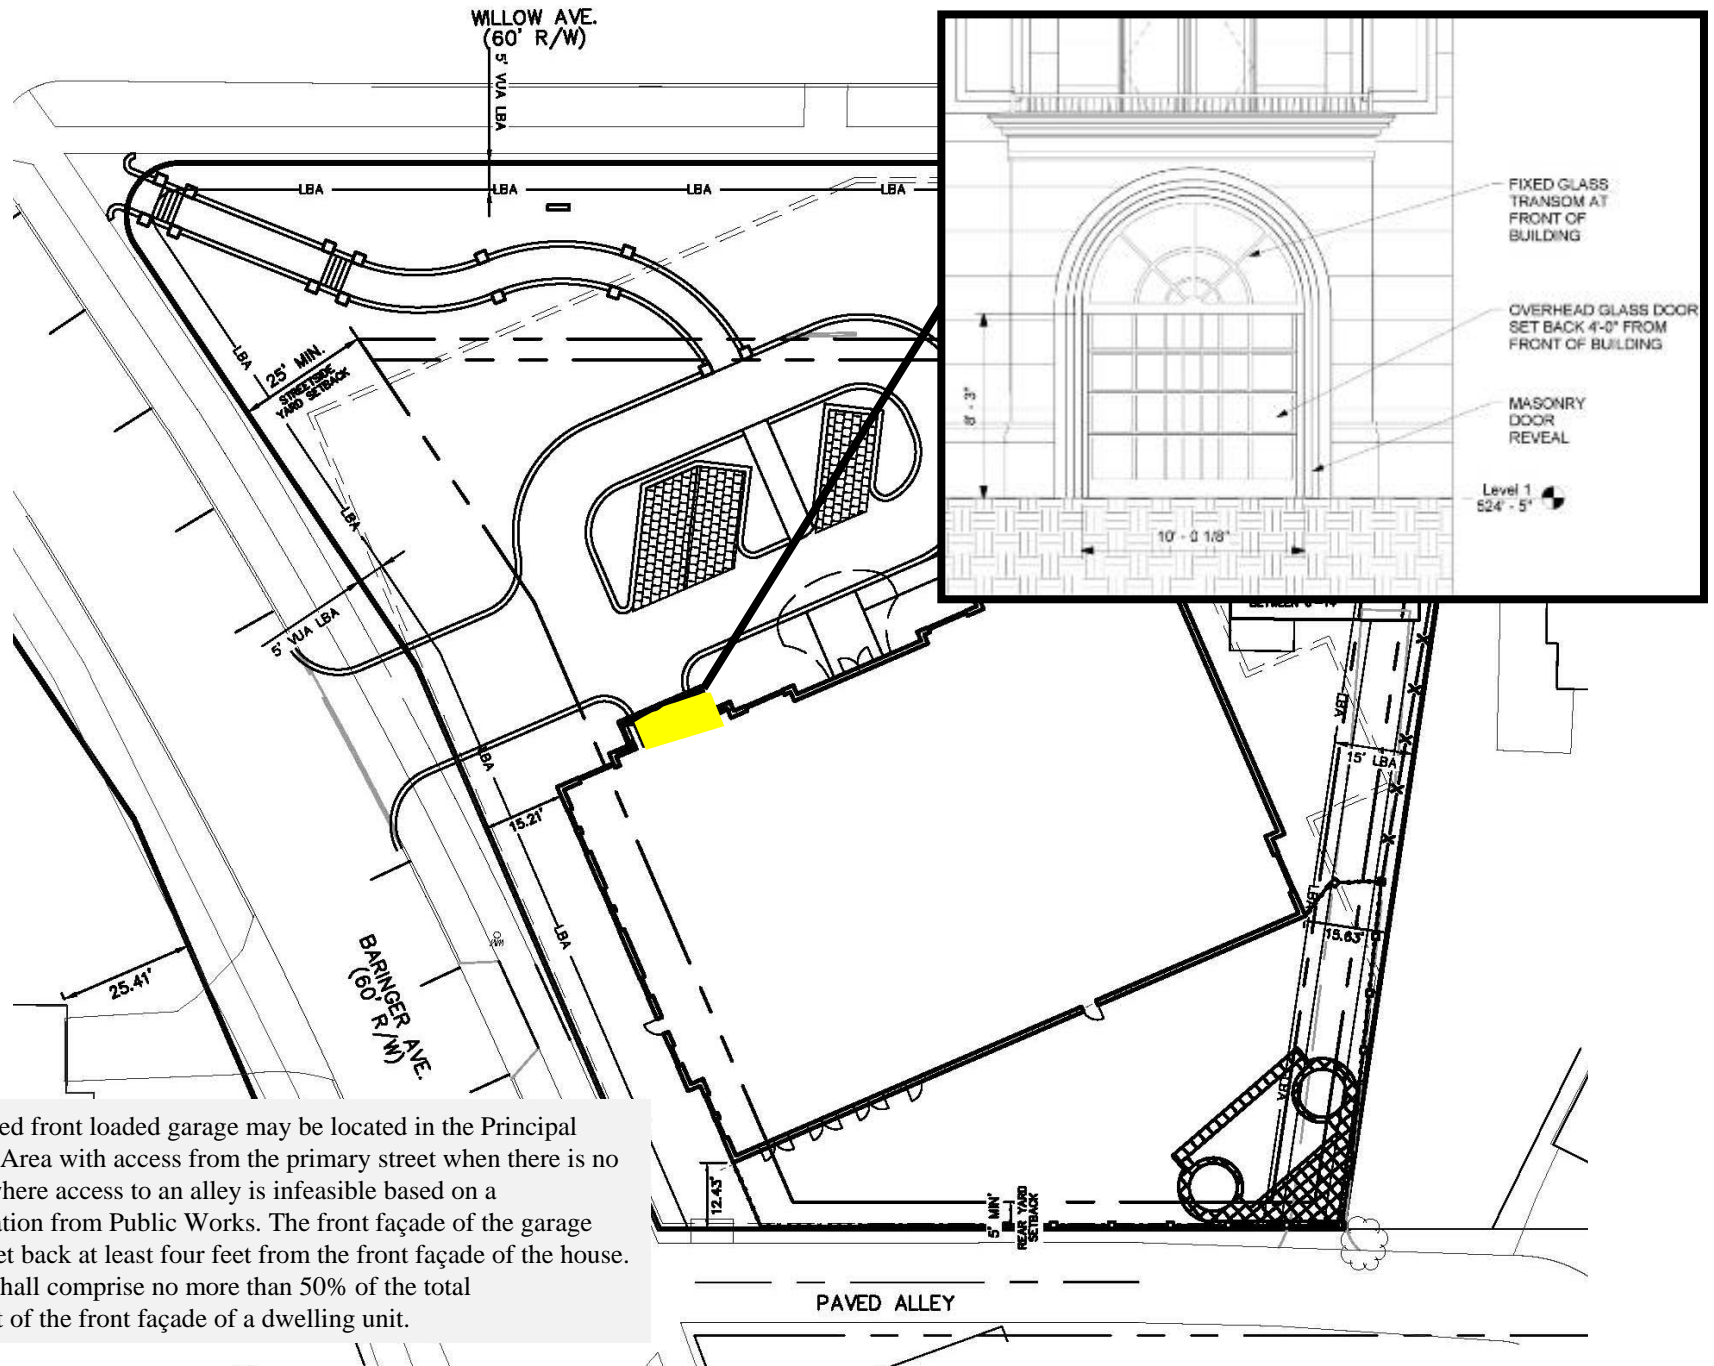 WILLOW AVE.
(60' R/W)
5' VUA LBA
LBA
LBA
LBA
LBA
FIXED GLASS
TRANSOM AT
FRONT OF
BUILDING
OVERHEAD GLASS DOOR
SET BACK 4'-0" FROM
FRONT OF BUILDING
8' - 3"
MASONRY
DOOR
REVEAL
Level 1
524' - 5"
10' - 0 1/8"
LBA
25' MIN.
STREETSIDE
YARD SETBACK
LBA
5' VUA LBA
LBA
15.21'
LBA
LBA
15' LBA
LBA
15.63'
LBA
25.41'
BARINGER AVE.
(60' R/W)
12.43'
5' MIN'
REAR YARD
SETBACK
PAVED ALLEY
ed front loaded garage may be located in the Principal
Area with access from the primary street when there is no
where access to an alley is infeasible based on a
ation from Public Works. The front façade of the garage
et back at least four feet from the front façade of the house.
hall comprise no more than 50% of the total
t of the front façade of a dwelling unit.